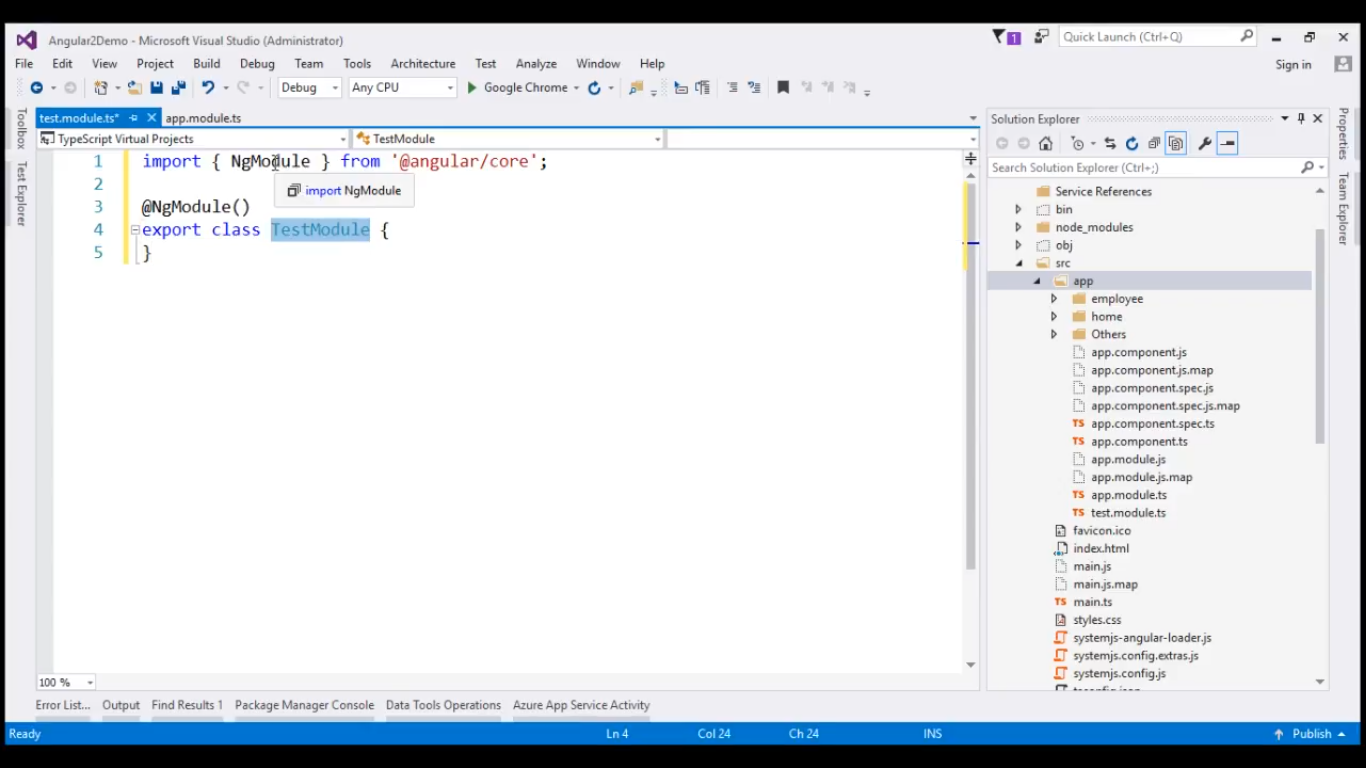 Angular2Demo - Microsoft Visual Studio (Administrator)
1
Quick Launch (Ctrl+Q)
File Edit View Project Build Debug Team Tools Architecture Test Analyze Window Help
Sign in
Debug Any CPU Google Chrome
test.module.ts* app.module.ts
Solution Explorer
TypeScript Virtual Projects TestModule
Toolbox
Test Explorer
Properties
Team Explorer
Search Solution Explorer (Ctrl+;)
1 import { NgModule } from '@angular/core';
import NgModule
2
3 @NgModule()
4 export class TestModule {
5 }
Service References
bin
node_modules
obj
src
app
employee
home
Others
app.component.js
app.component.js.map
app.component.spec.js
app.component.spec.js.map
TS app.component.spec.ts
TS app.component.ts
app.module.js
app.module.js.map
TS app.module.ts
TS test.module.ts
favicon.ico
index.html
main.js
main.js.map
TS main.ts
styles.css
systemjs-angular-loader.js
systemjs.config.extras.js
systemjs.config.js
100 %
Error List... Output Find Results 1 Package Manager Console Data Tools Operations Azure App Service Activity
Ready Ln 4 Col 24 Ch 24 INS Publish